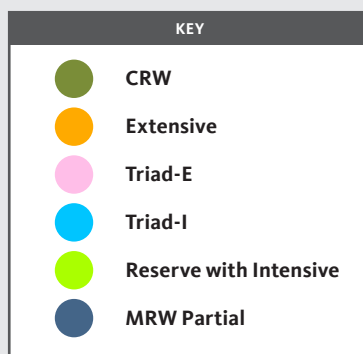 KEY
CRW
Extensive
Triad-E
Triad-I
Reserve with Intensive
MRW Partial